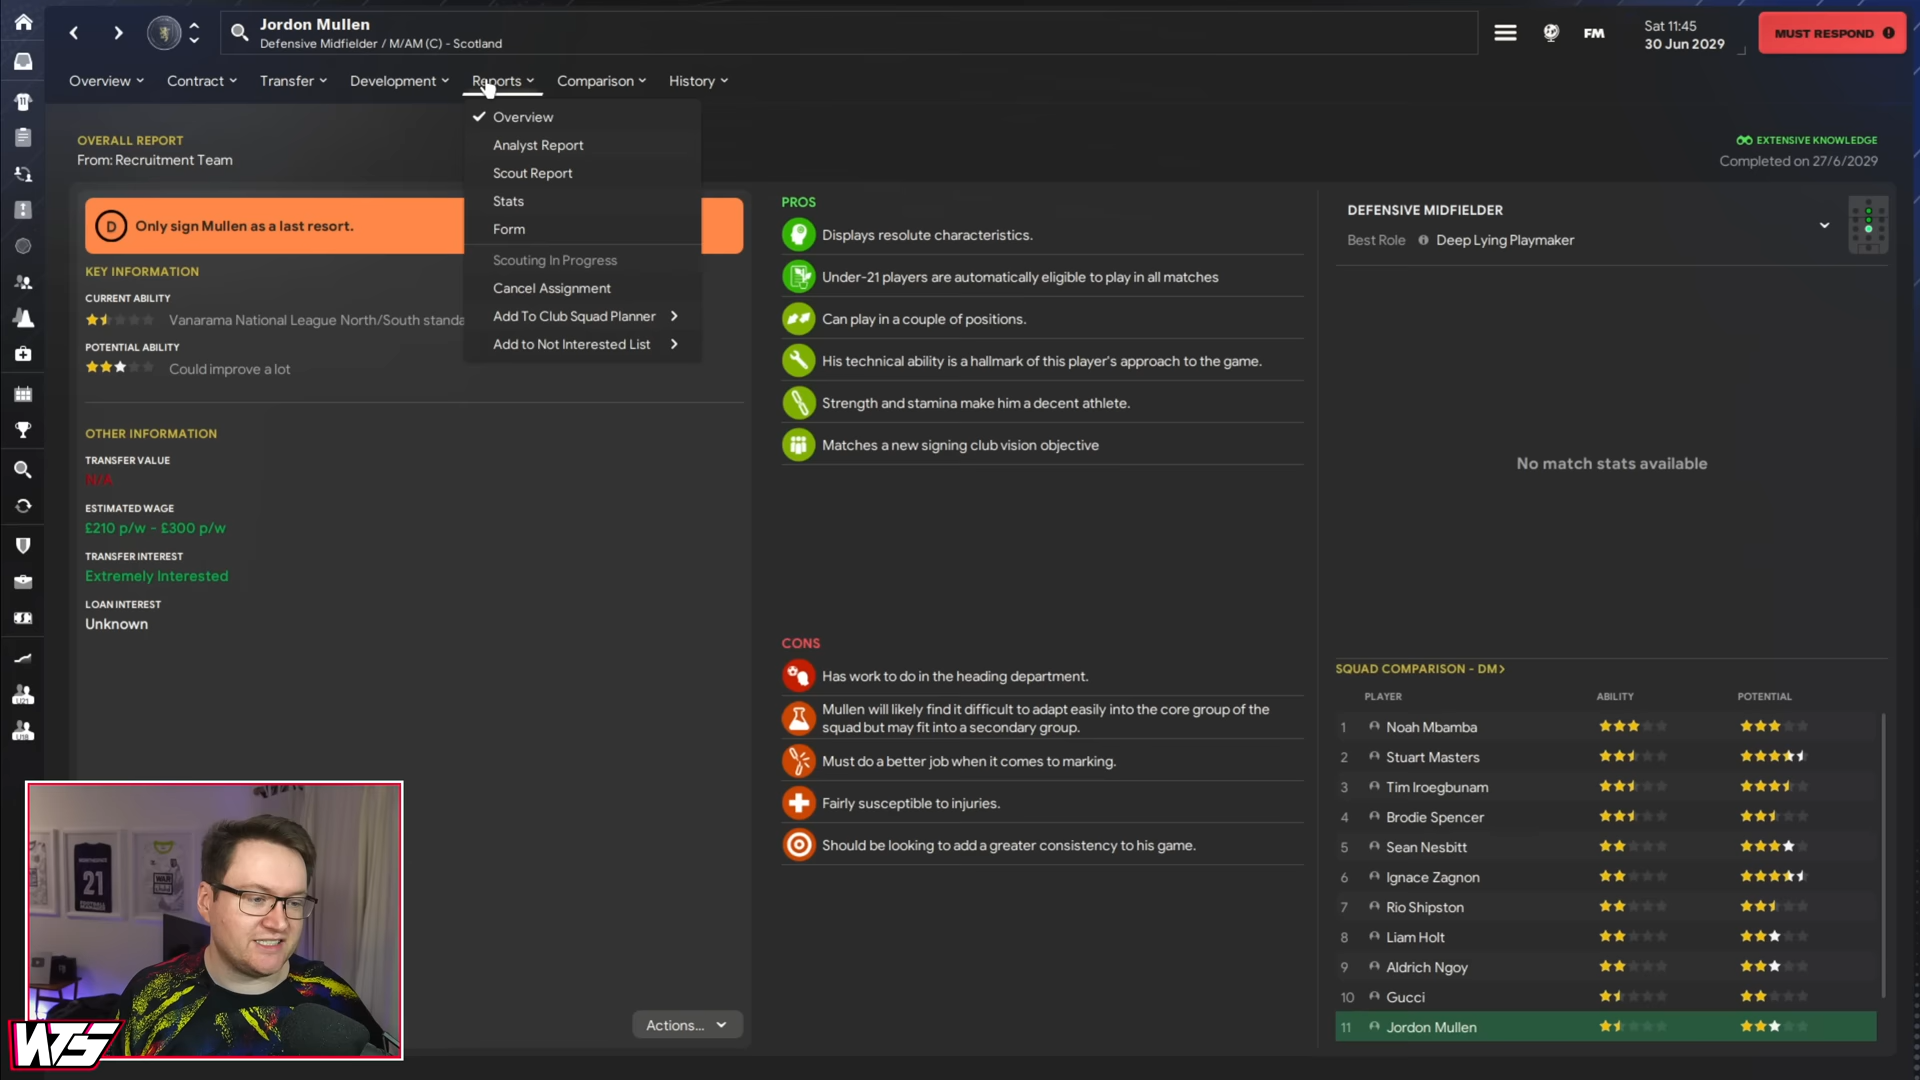 Jordon Mullen
Defensive Midfielder / M/AM (C) - Scotland
FM
Sat 11:45
30 Jun 2029
MUST RESPOND
Overview
Contract
Transfer
Development
Reports
Comparison
History
Overview
Analyst Report
Scout Report
Stats
Form
Scouting In Progress
Cancel Assignment
Add To Club Squad Planner
Add to Not Interested List
OVERALL REPORT
From: Recruitment Team
EXTENSIVE KNOWLEDGE
Completed on 27/6/2029
D Only sign Mullen as a last resort.
KEY INFORMATION
CURRENT ABILITY
Vanarama National League North/South standa
POTENTIAL ABILITY
Could improve a lot
OTHER INFORMATION
TRANSFER VALUE
N/A
ESTIMATED WAGE
£210 p/w - £300 p/w
TRANSFER INTEREST
Extremely Interested
LOAN INTEREST
Unknown
Actions...
PROS
Displays resolute characteristics.
Under-21 players are automatically eligible to play in all matches
Can play in a couple of positions.
His technical ability is a hallmark of this player's approach to the game.
Strength and stamina make him a decent athlete.
Matches a new signing club vision objective
CONS
Has work to do in the heading department.
Mullen will likely find it difficult to adapt easily into the core group of the
squad but may fit into a secondary group.
Must do a better job when it comes to marking.
Fairly susceptible to injuries.
Should be looking to add a greater consistency to his game.
DEFENSIVE MIDFIELDER
Best Role Deep Lying Playmaker
No match stats available
SQUAD COMPARISON - DM>
PLAYER ABILITY POTENTIAL
1 Noah Mbamba
2 Stuart Masters
3 Tim Iroegbunam
4 Brodie Spencer
5 Sean Nesbitt
6 Ignace Zagnon
7 Rio Shipston
8 Liam Holt
9 Aldrich Ngoy
10 Gucci
11 Jordon Mullen
11
U21
U18
21
WTS